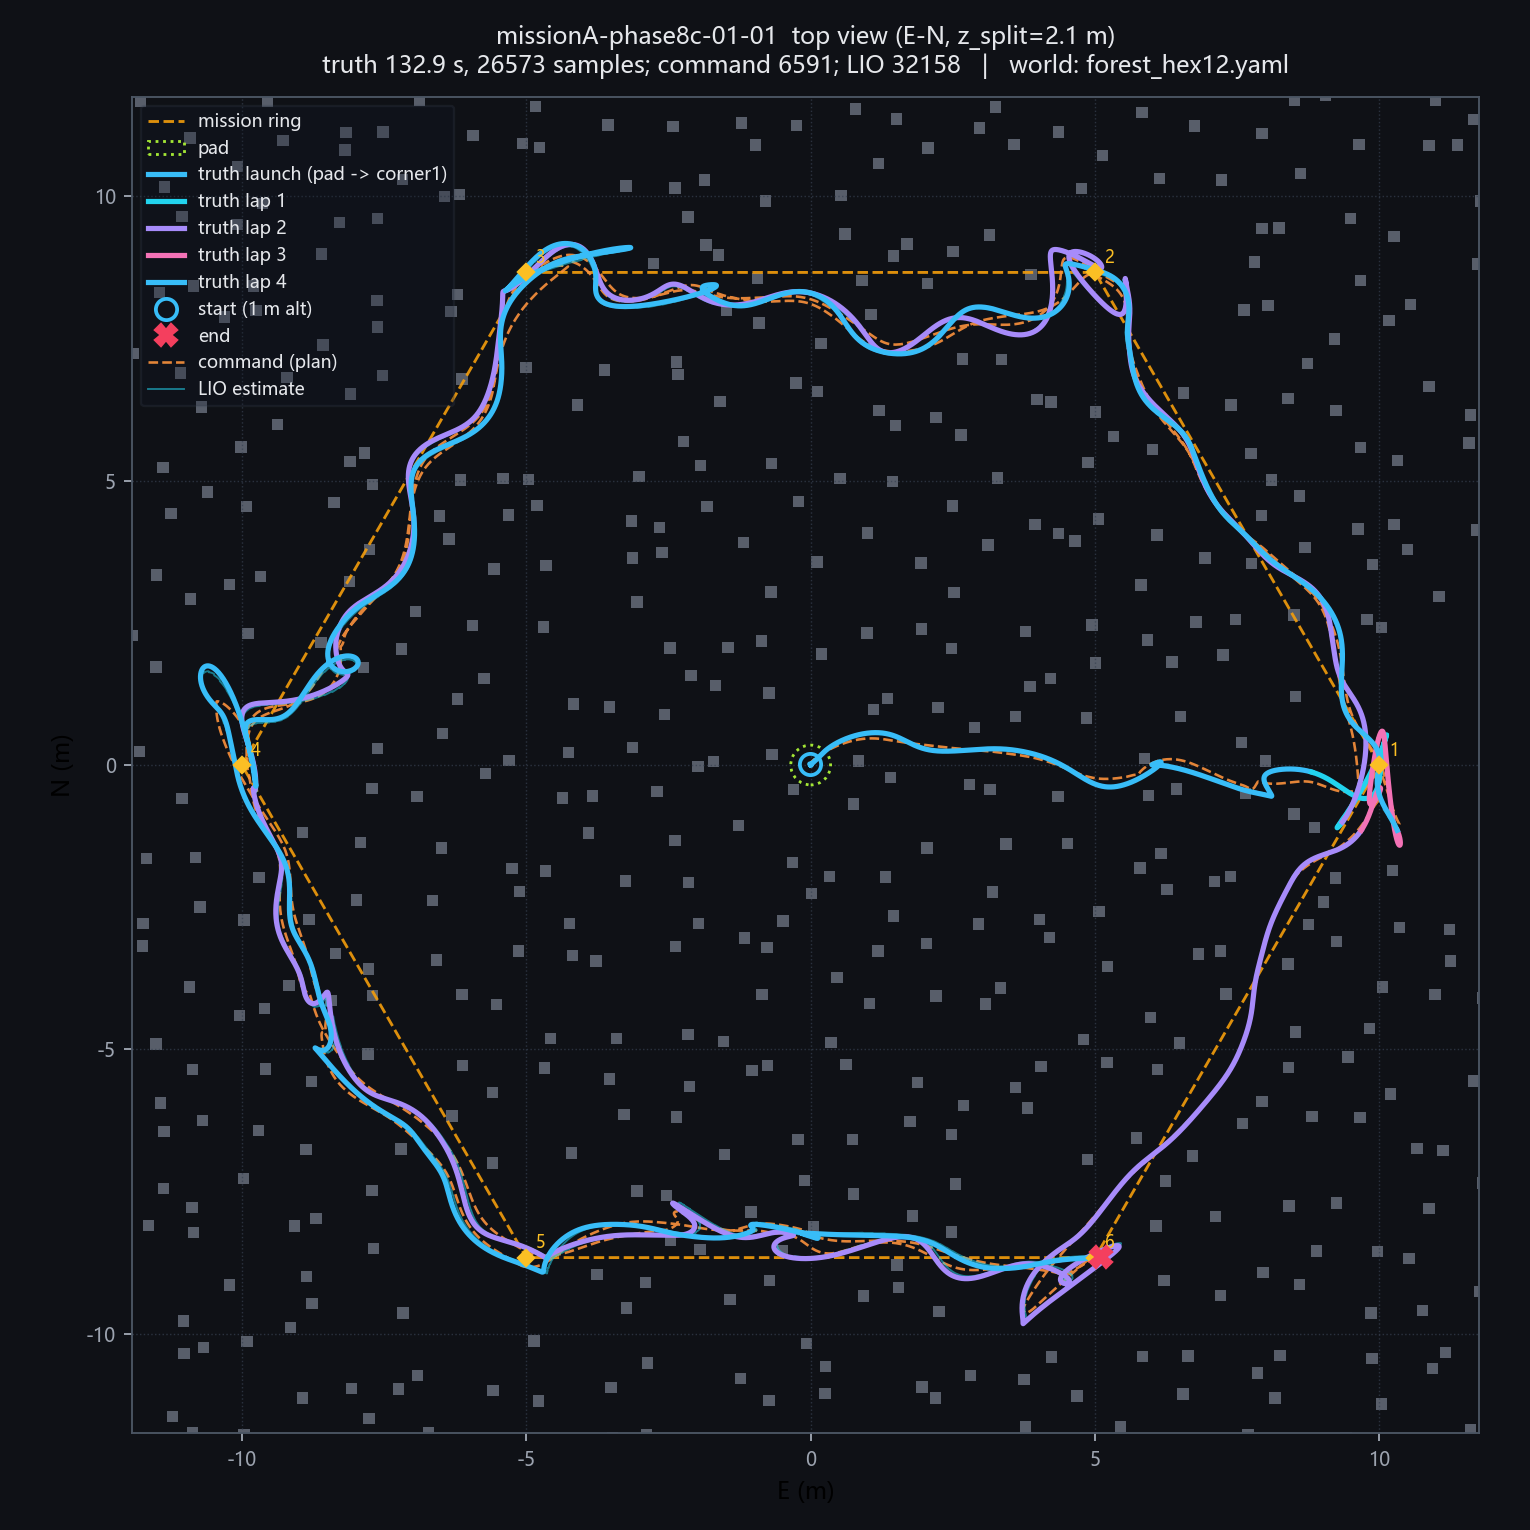 missionA-phase8c-01-01  top view (E-N, z_split=2.1 m)
truth 132.9 s, 26573 samples; command 6591; LIO 32158   |   world: forest_hex12.yaml
mission ring
pad
truth launch (pad -> corner1)
truth lap 1
truth lap 2
truth lap 3
truth lap 4
start (1 m alt)
end
command (plan)
LIO estimate
10
5
0
-5
-10
N (m)
3
2
4
1
5
6
-10
-5
0
5
10
E (m)